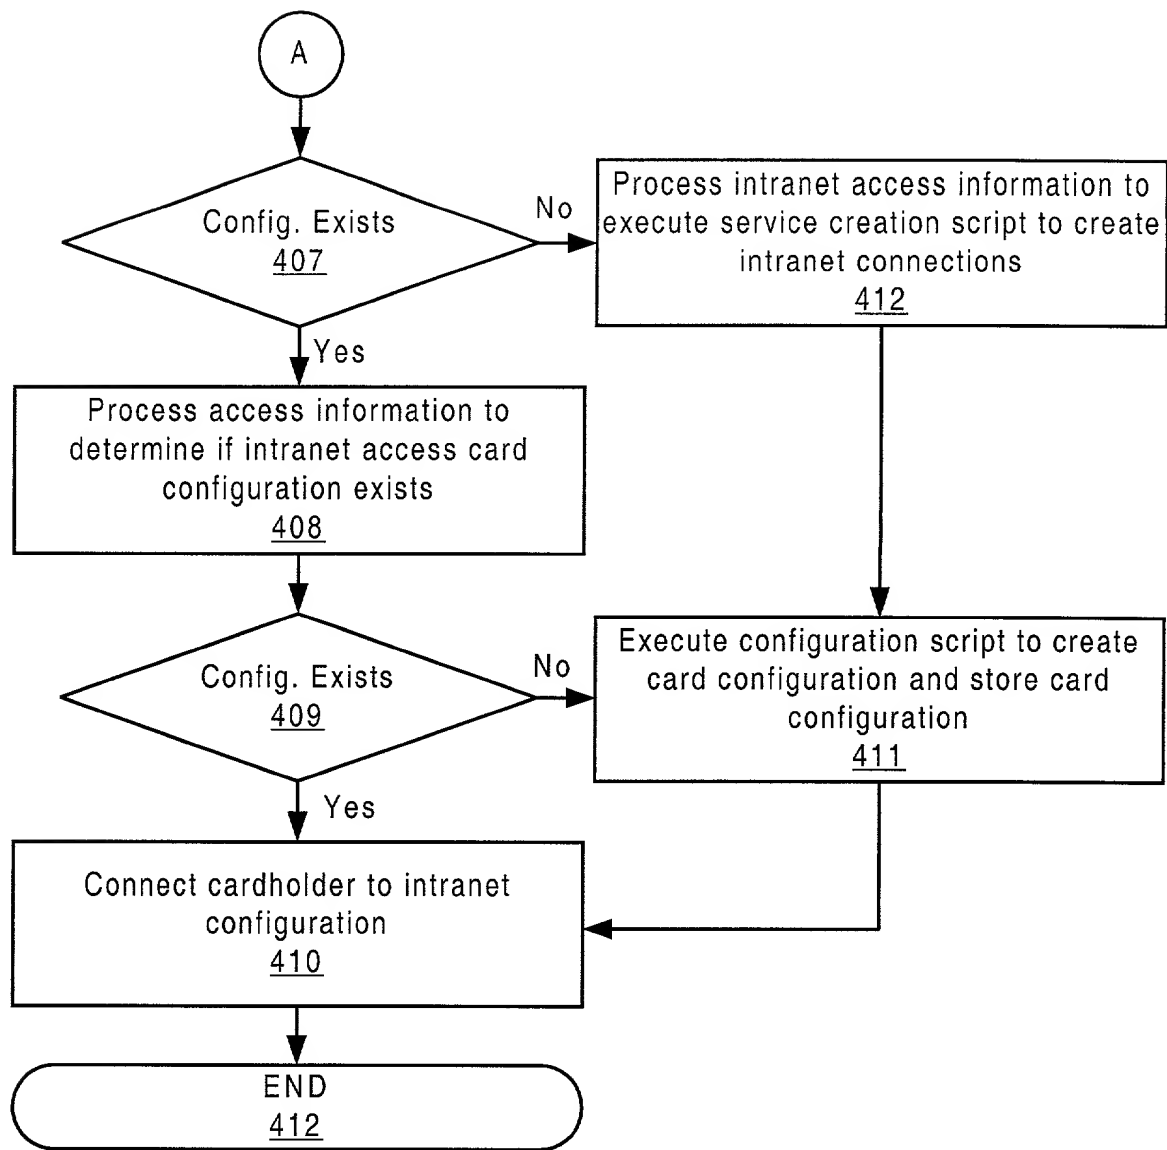 A
Config. Exists
407
No
Process intranet access information to
execute service creation script to create
intranet connections
412
Yes
Process access information to
determine if intranet access card
configuration exists
408
Config. Exists
409
No
Execute configuration script to create
card configuration and store card
configuration
411
Yes
Connect cardholder to intranet
configuration
410
END
412